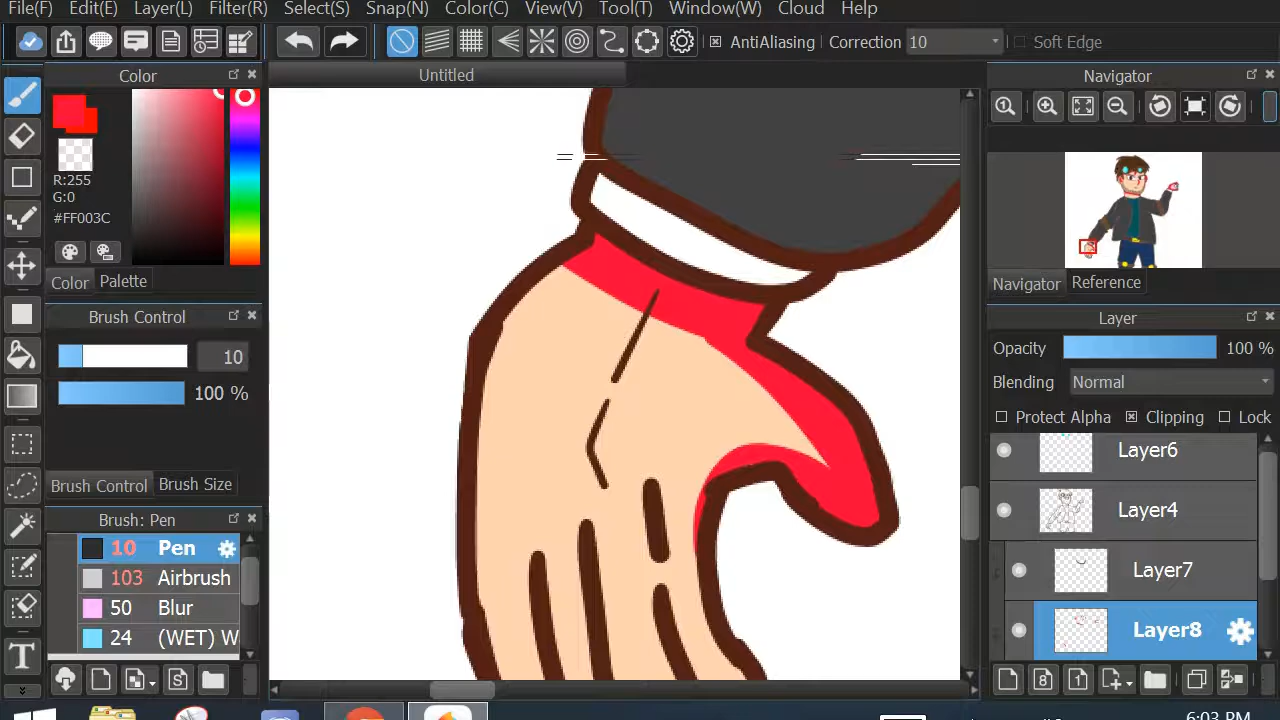 File(F) Edit(E) Layer(L) Filter(R) Select(S) Snap(N) Color(C) View(V) Tool(T) Window(W) Cloud Help
AntiAliasing Correction 10 Soft Edge
Color
Untitled
Navigator
R:255
G:0
#FF003C
Color Palette
Navigator Reference
Brush Control
10
100 %
Layer
Opacity 100 %
Blending Normal
Protect Alpha Clipping Lock
Layer6
Brush Control Brush Size
Layer4
Brush: Pen
10 Pen
103 Airbrush
50 Blur
24 (WET) W
Layer7
Layer8
T
S
8
1
6:03 PM